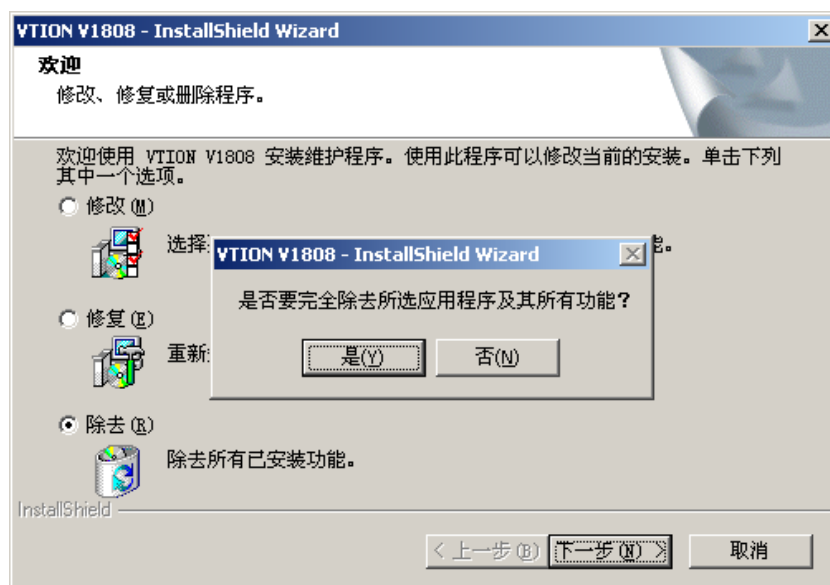 VTION V1808 - InstallShield Wizard
欢迎
修改、修复或删除程序。
欢迎使用 VTION V1808 安装维护程序。使用此程序可以修改当前的安装。单击下列
其中一个选项。
修改(M)
选择
能。
VTION V1808 - InstallShield Wizard
是否要完全除去所选应用程序及其所有功能?
是(Y)
否(N)
修复(E)
重新
除去(R)
除去所有已安装功能。
InstallShield
< 上一步(B)
下一步(N) >
取消